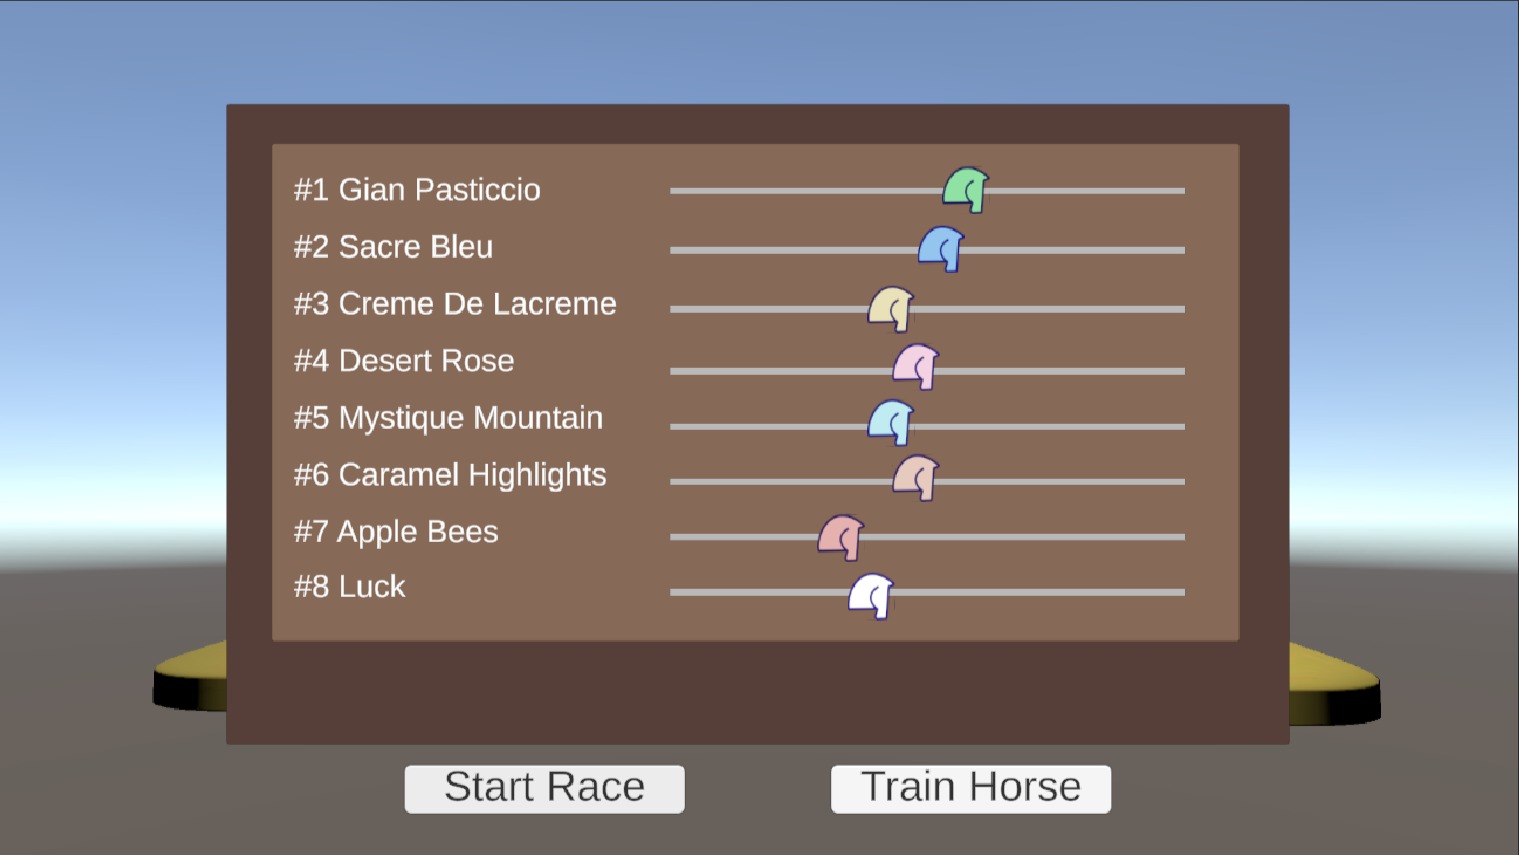 #1 Gian Pasticcio
#2 Sacre Bleu
#3 Creme De Lacreme
#4 Desert Rose
#5 Mystique Mountain
#6 Caramel Highlights
#7 Apple Bees
#8 Luck
Start Race
Train Horse